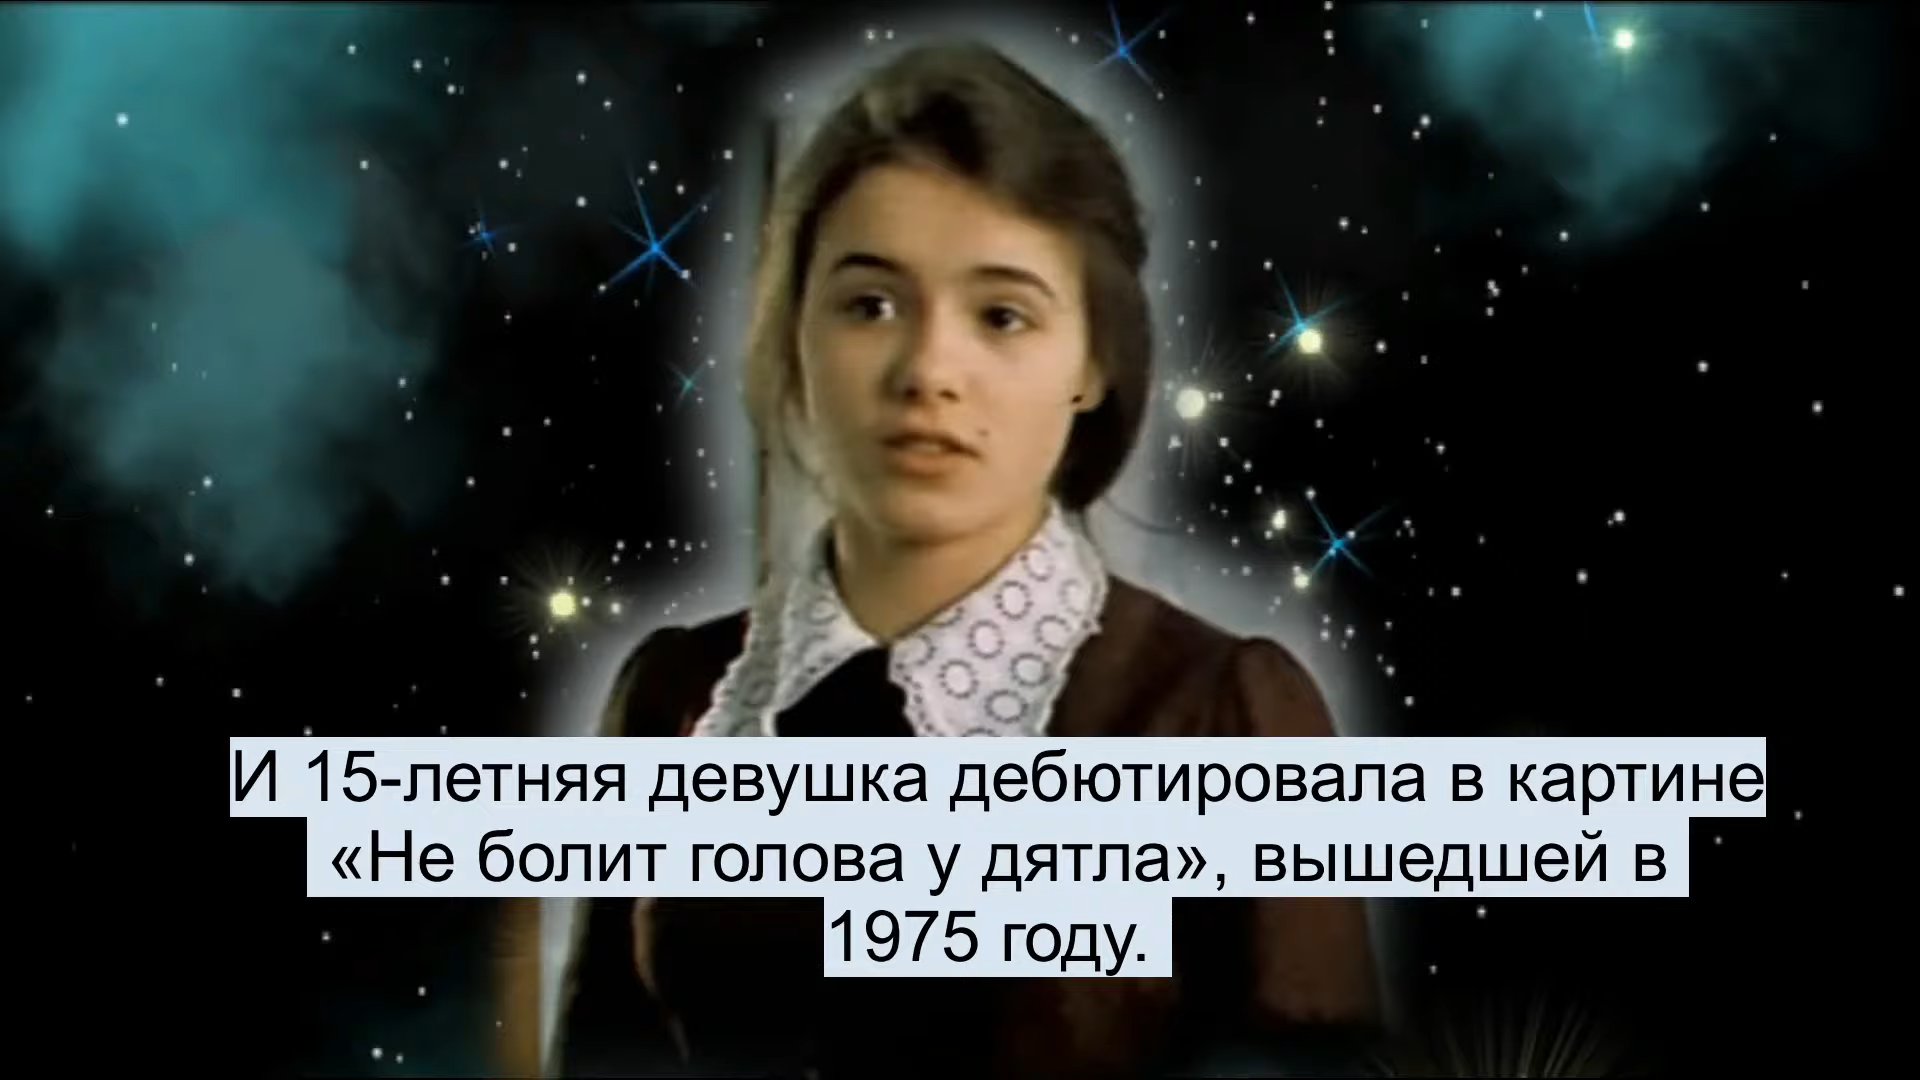 И 15-летняя девушка дебютировала в картине
«Не болит голова у дятла», вышедшей в
1975 году.